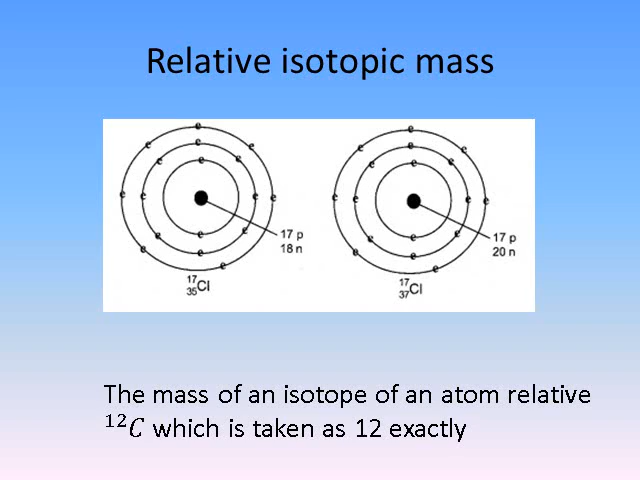 Relative isotopic mass
e e e e e e e e e e e e e e e e e
17 p
18 n
17
35Cl
e e e e e e e e e e e e e e e e e
17 p
20 n
17
37Cl
The mass of an isotope of an atom relative
¹²C which is taken as 12 exactly